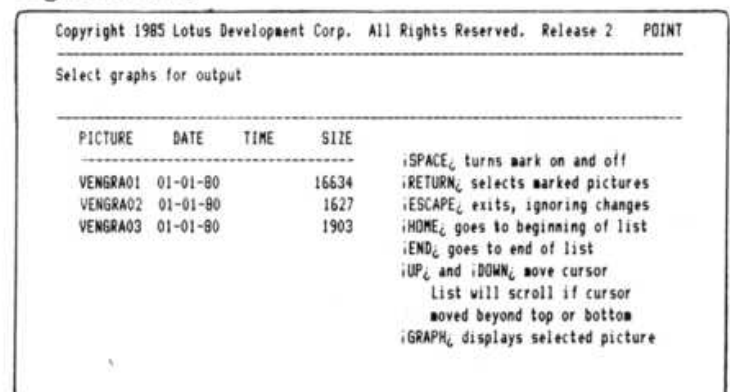 Copyright 1985 Lotus Development Corp. All Rights Reserved. Release 2 POINT
Select graphs for output
PICTURE DATE TIME SIZE
VENGRA01 01-01-80 16634
VENGRA02 01-01-80 1627
VENGRA03 01-01-80 1903
¡SPACE¿ turns mark on and off
¡RETURN¿ selects marked pictures
¡ESCAPE¿ exits, ignoring changes
¡HOME¿ goes to beginning of list
¡END¿ goes to end of list
¡UP¿ and ¡DOWN¿ move cursor
List will scroll if cursor
moved beyond top or bottom
¡GRAPH¿ displays selected picture